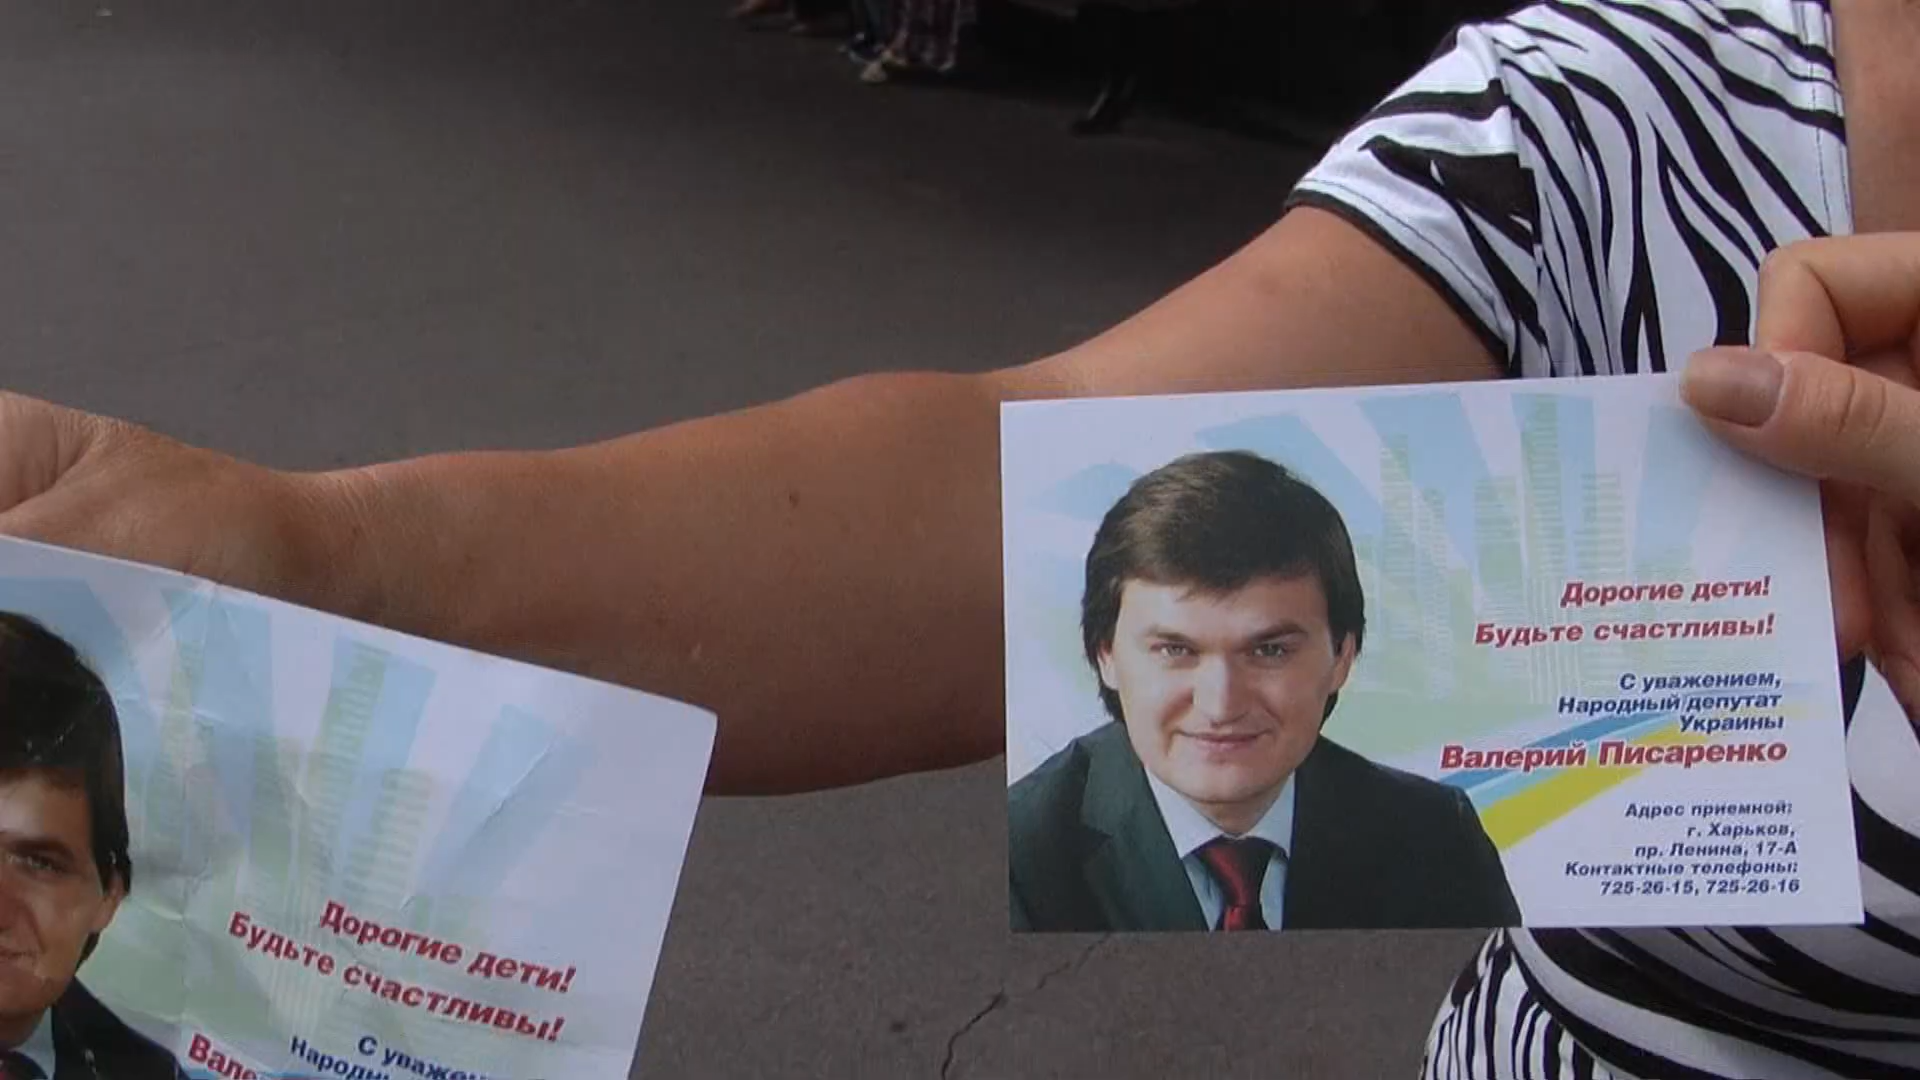 Дорогие дети!
Будьте счастливы!
С уважением,
Народный депутат
Украины
Валерий Писаренко
Адрес приемной:
г. Харьков,
пр. Ленина, 17-А
Контактные телефоны:
725-26-15, 725-26-16
Дорогие дети!
Будьте счастливы!
С